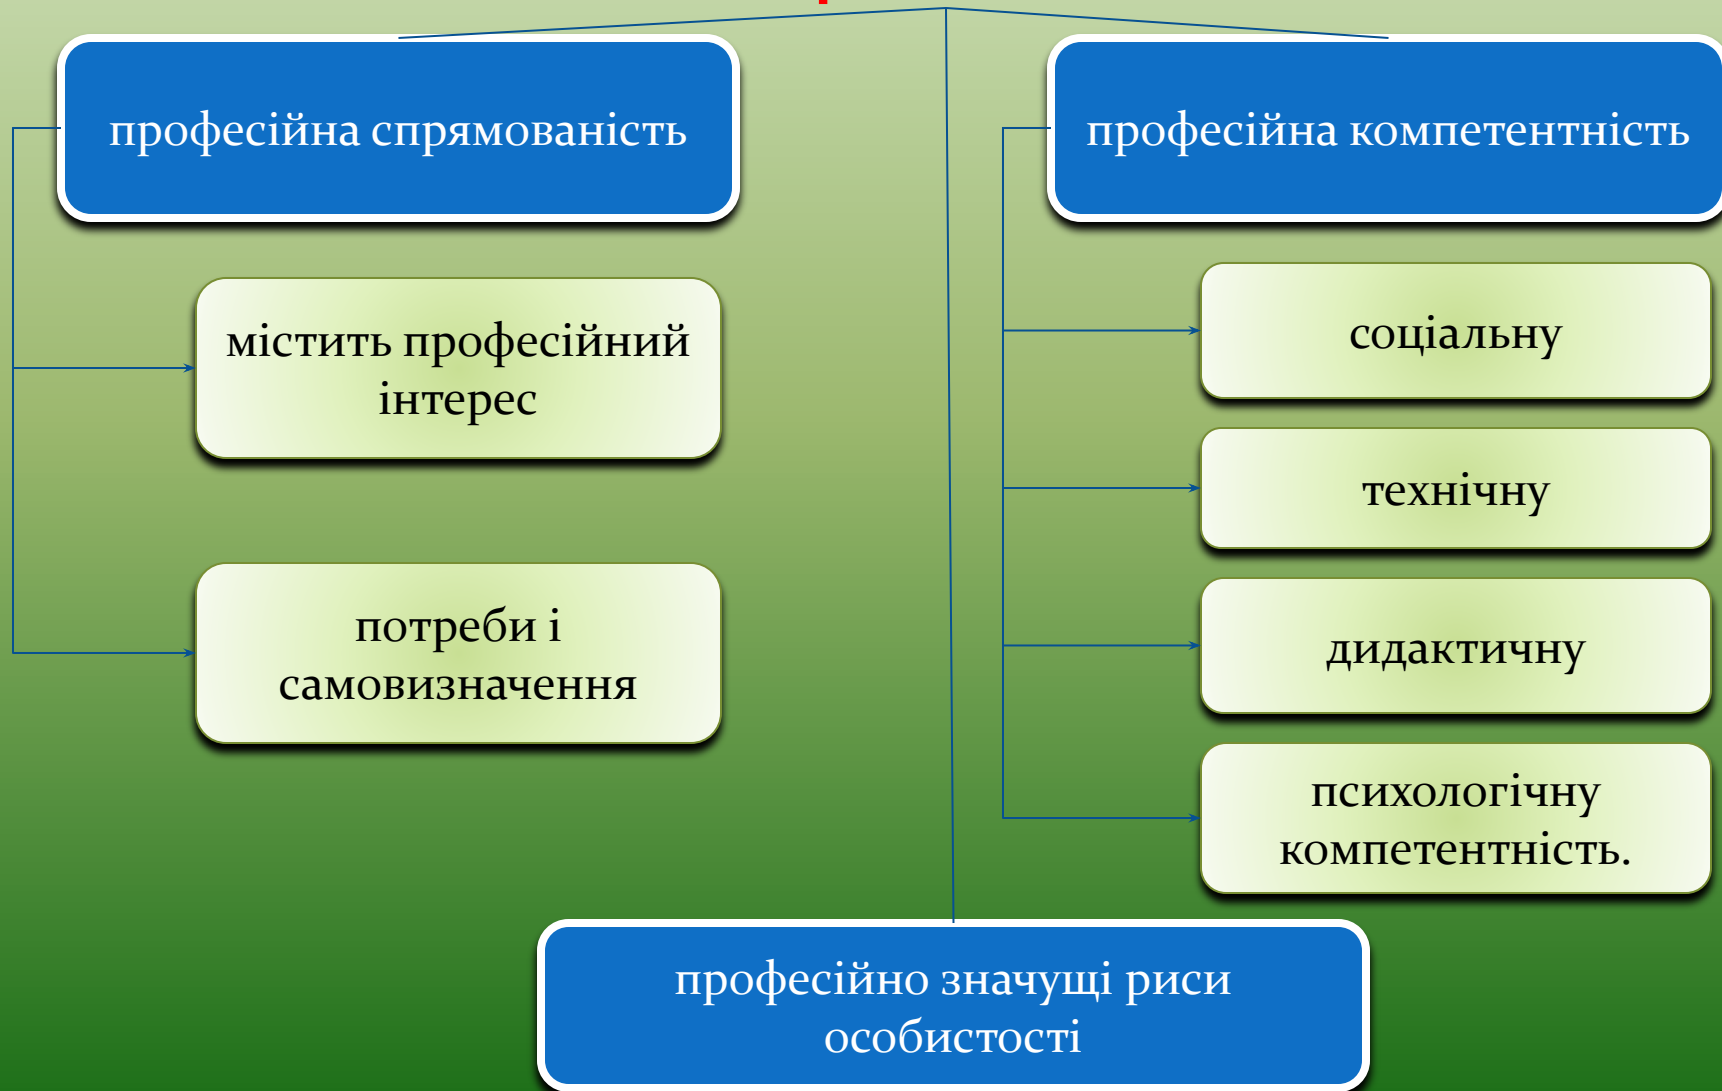 професійна спрямованість
містить професійний
інтерес
потреби і
самовизначення
професійна компетентність
соціальну
технічну
дидактичну
психологічну
компетентність.
професійно значущі риси
особистості